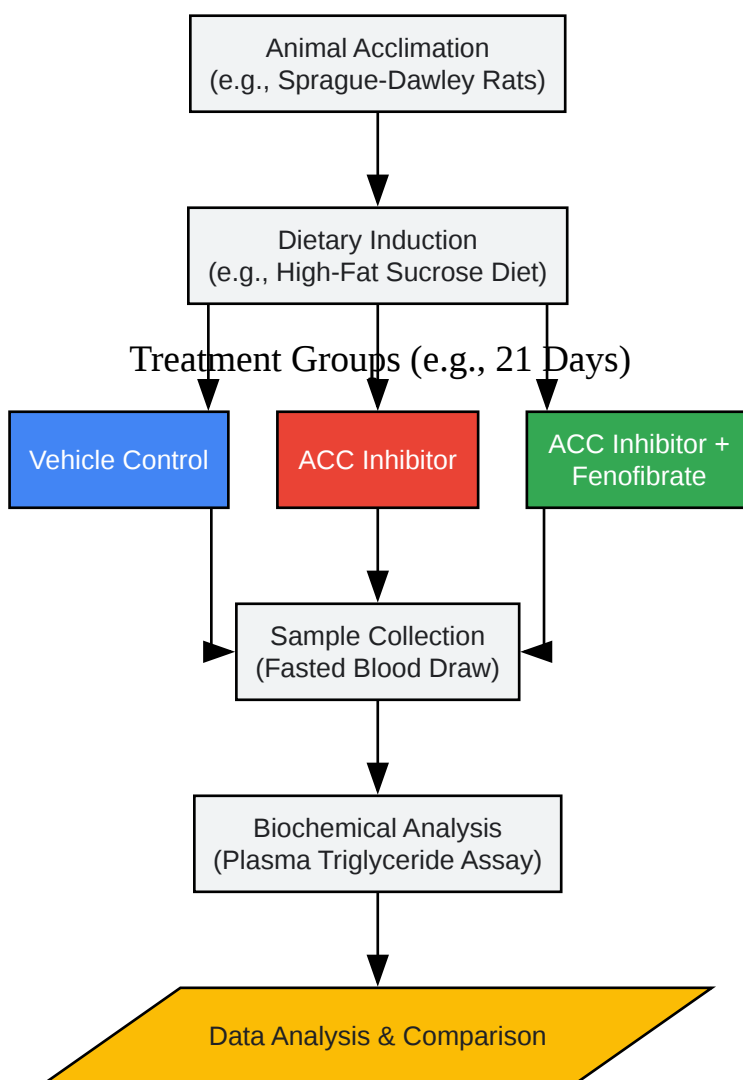 Animal Acclimation
(e.g., Sprague-Dawley Rats)
Dietary Induction
(e.g., High-Fat Sucrose Diet)
Treatment Groups (e.g., 21 Days)
Vehicle Control
ACC Inhibitor
ACC Inhibitor +
Fenofibrate
Sample Collection
(Fasted Blood Draw)
Biochemical Analysis
(Plasma Triglyceride Assay)
Data Analysis & Comparison